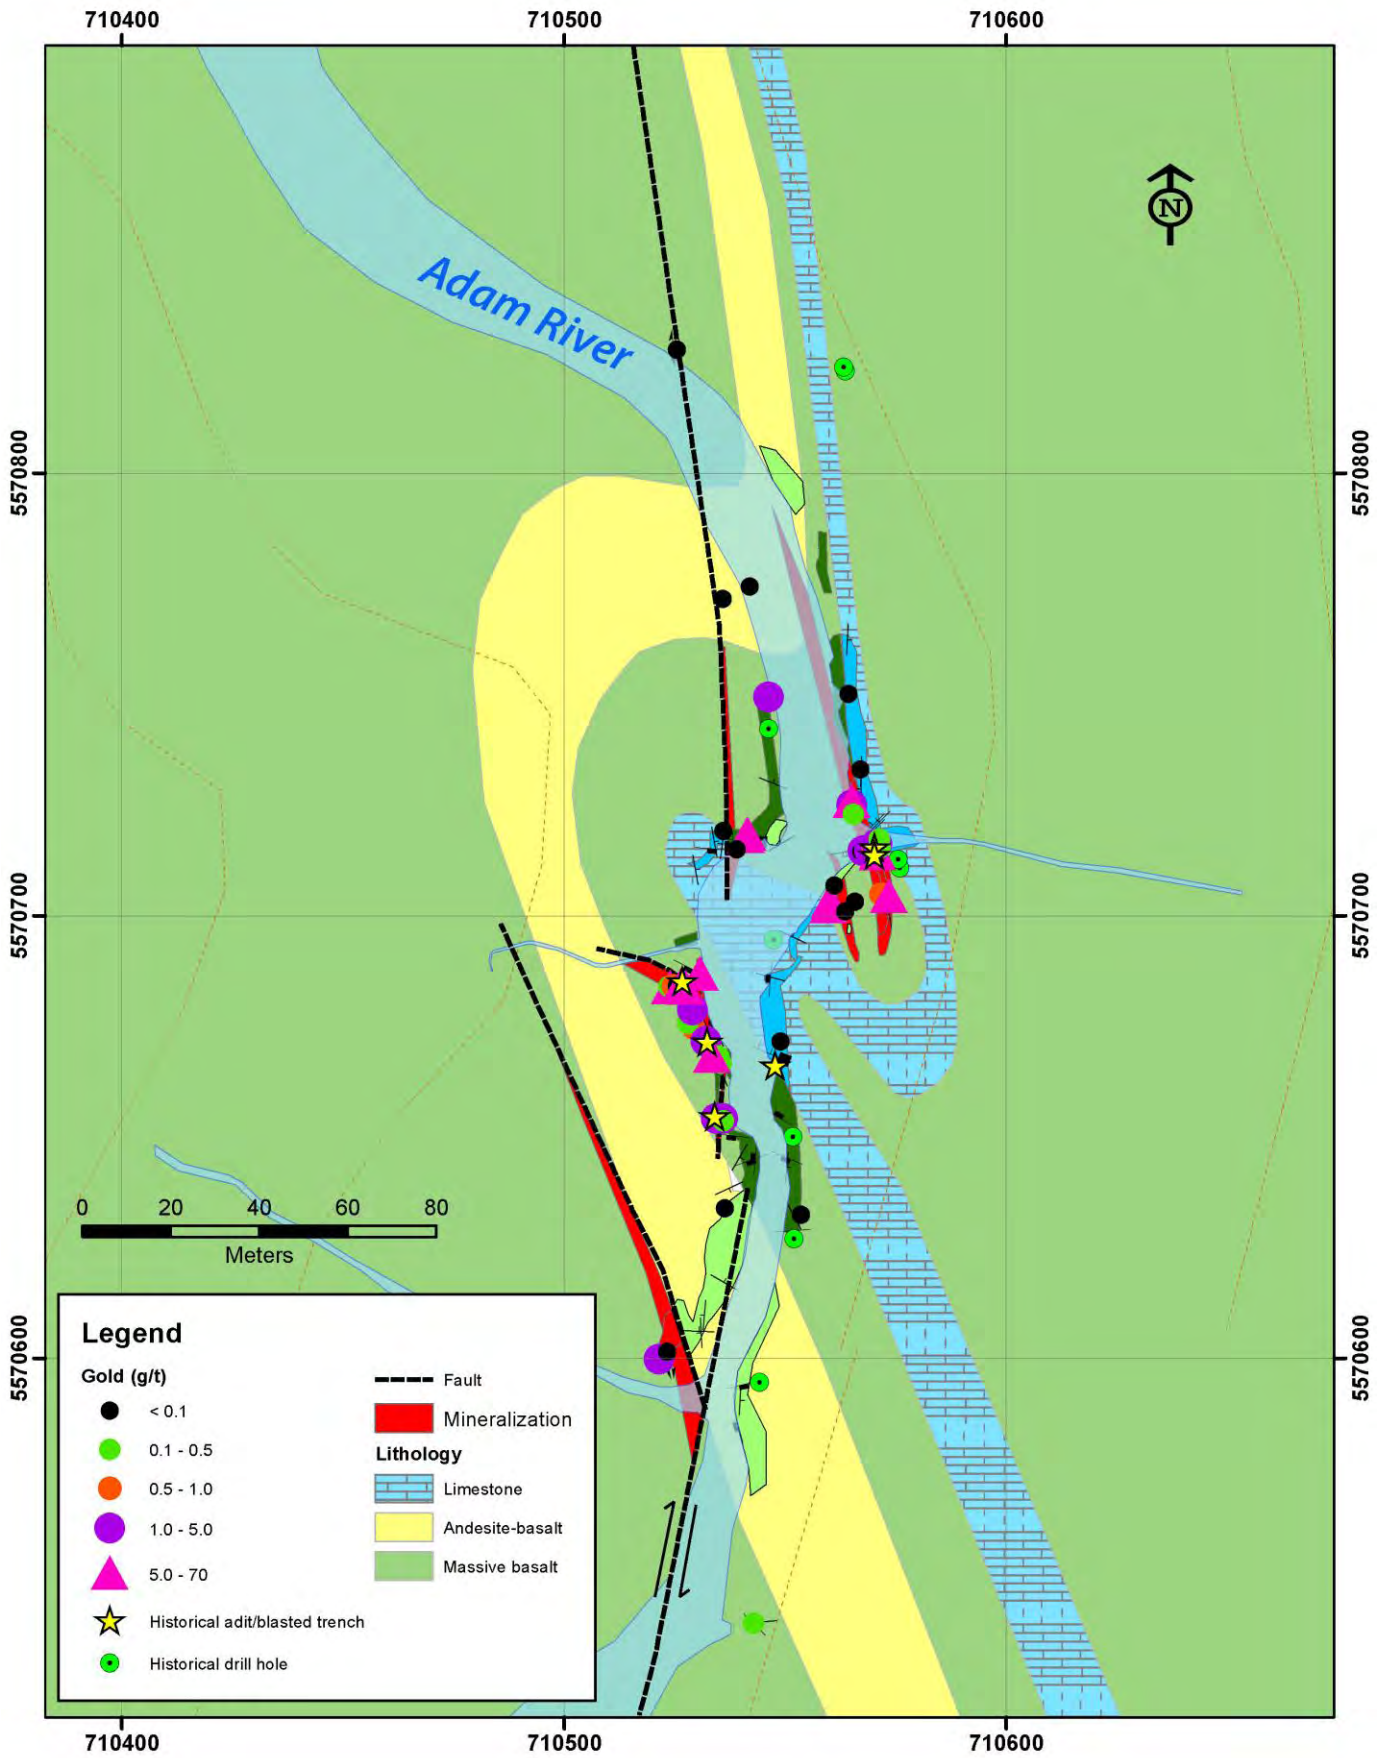 710400
710500
710600
N
Adam River
5570800
5570800
5570700
5570700
0 20 40 60 80
Meters
5570600
5570600
Legend
Gold (g/t)
< 0.1
0.1 - 0.5
0.5 - 1.0
1.0 - 5.0
5.0 - 70
Historical adit/blasted trench
Historical drill hole
Fault
Mineralization
Lithology
Limestone
Andesite-basalt
Massive basalt
710400
710500
710600